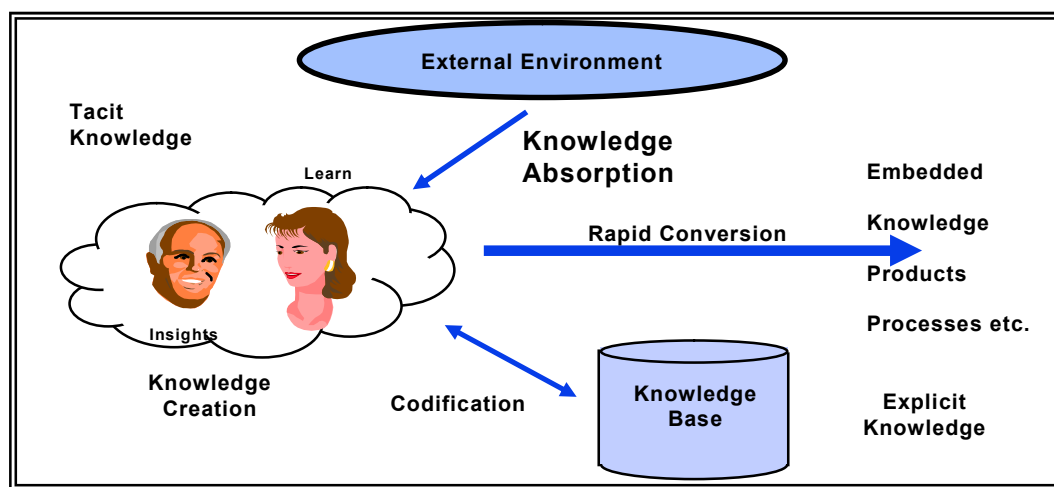 External Environment
Tacit
Knowledge
Knowledge
Absorption
Learn
Embedded
Knowledge
Rapid Conversion
Products
Insights
Processes etc.
Knowledge
Creation
Codification
Knowledge
Base
Explicit
Knowledge